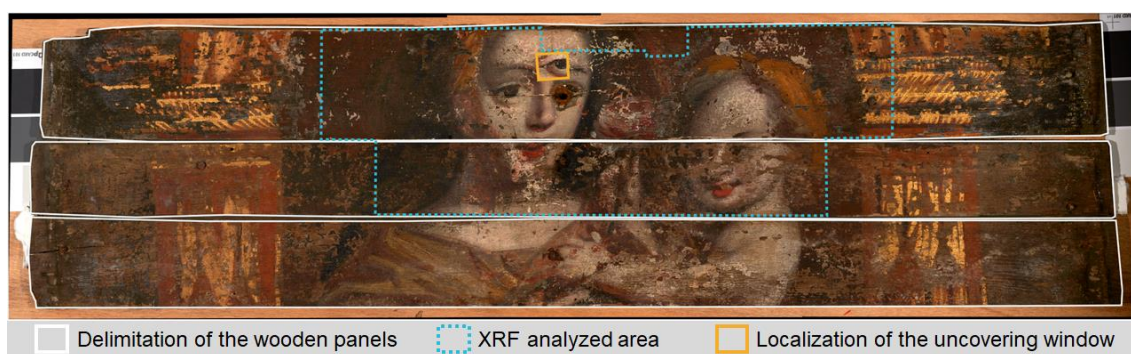 Delimitation of the wooden panels
XRF analyzed area
Localization of the uncovering window